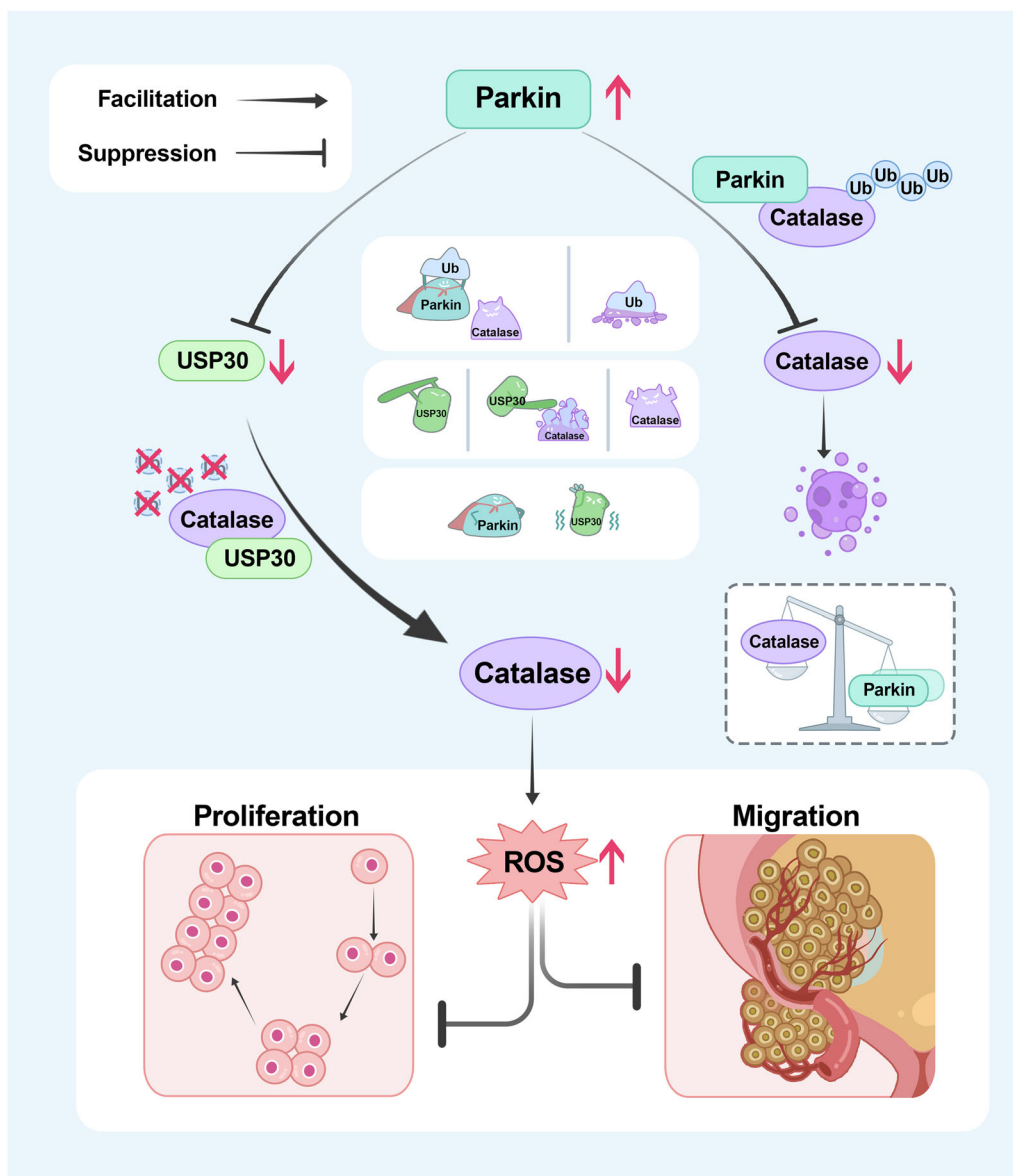 Facilitation
Suppression
Parkin
Parkin
Catalase
Ub
Ub
Ub
Ub
Ub
Parkin
Catalase
Ub
USP30
Catalase
USP30
USP30
Catalase
Catalase
Catalase
USP30
Parkin
USP30
Catalase
Catalase
Parkin
Proliferation
ROS
Migration